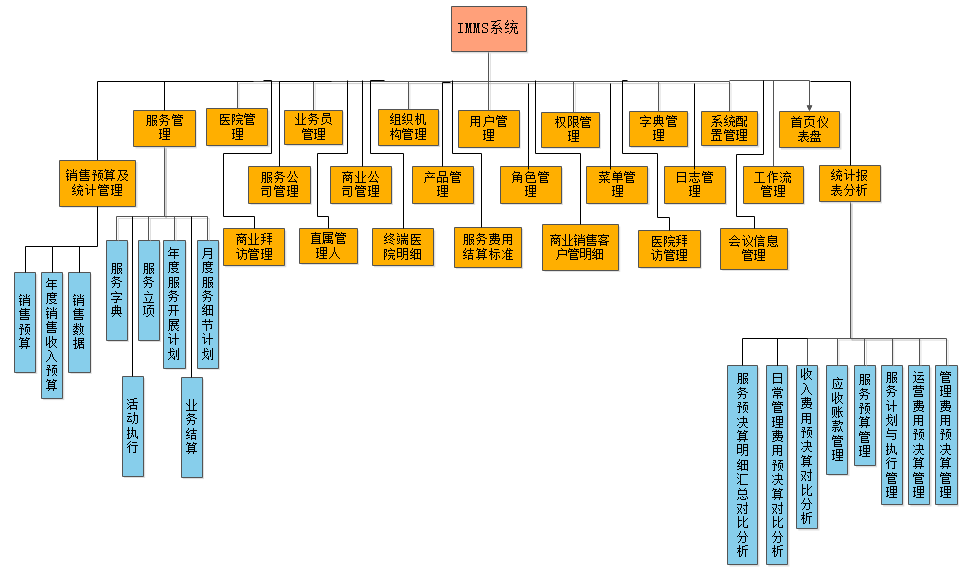 IMMS系统
服务管
理
医院管
理
业务员
管理
组织机
构管理
用户管
理
权限管
理
字典管
理
系统配
置管理
首页仪
表盘
销售预算及
统计管理
服务公
司管理
商业公
司管理
产品管
理
角色管
理
菜单管
理
日志管
理
工作流
管理
统计报
表分析
商业拜
访管理
直属管
理人
终端医
院明细
服务费用
结算标准
商业销售客
户管明细
医院拜
访管理
会议信息
管理
销售预算
年度销售收入预算
销售数据
服务字典
服务立项
年度服务开展计划
月度服务细节计划
活动执行
业务结算
服务预决算明细汇总对比分析
日常管理费用预决算对比分析
收入费用预决算对比分析
应收账款管理
服务预算管理
服务计划与执行管理
运营费用预决算管理
管理费用预决算管理